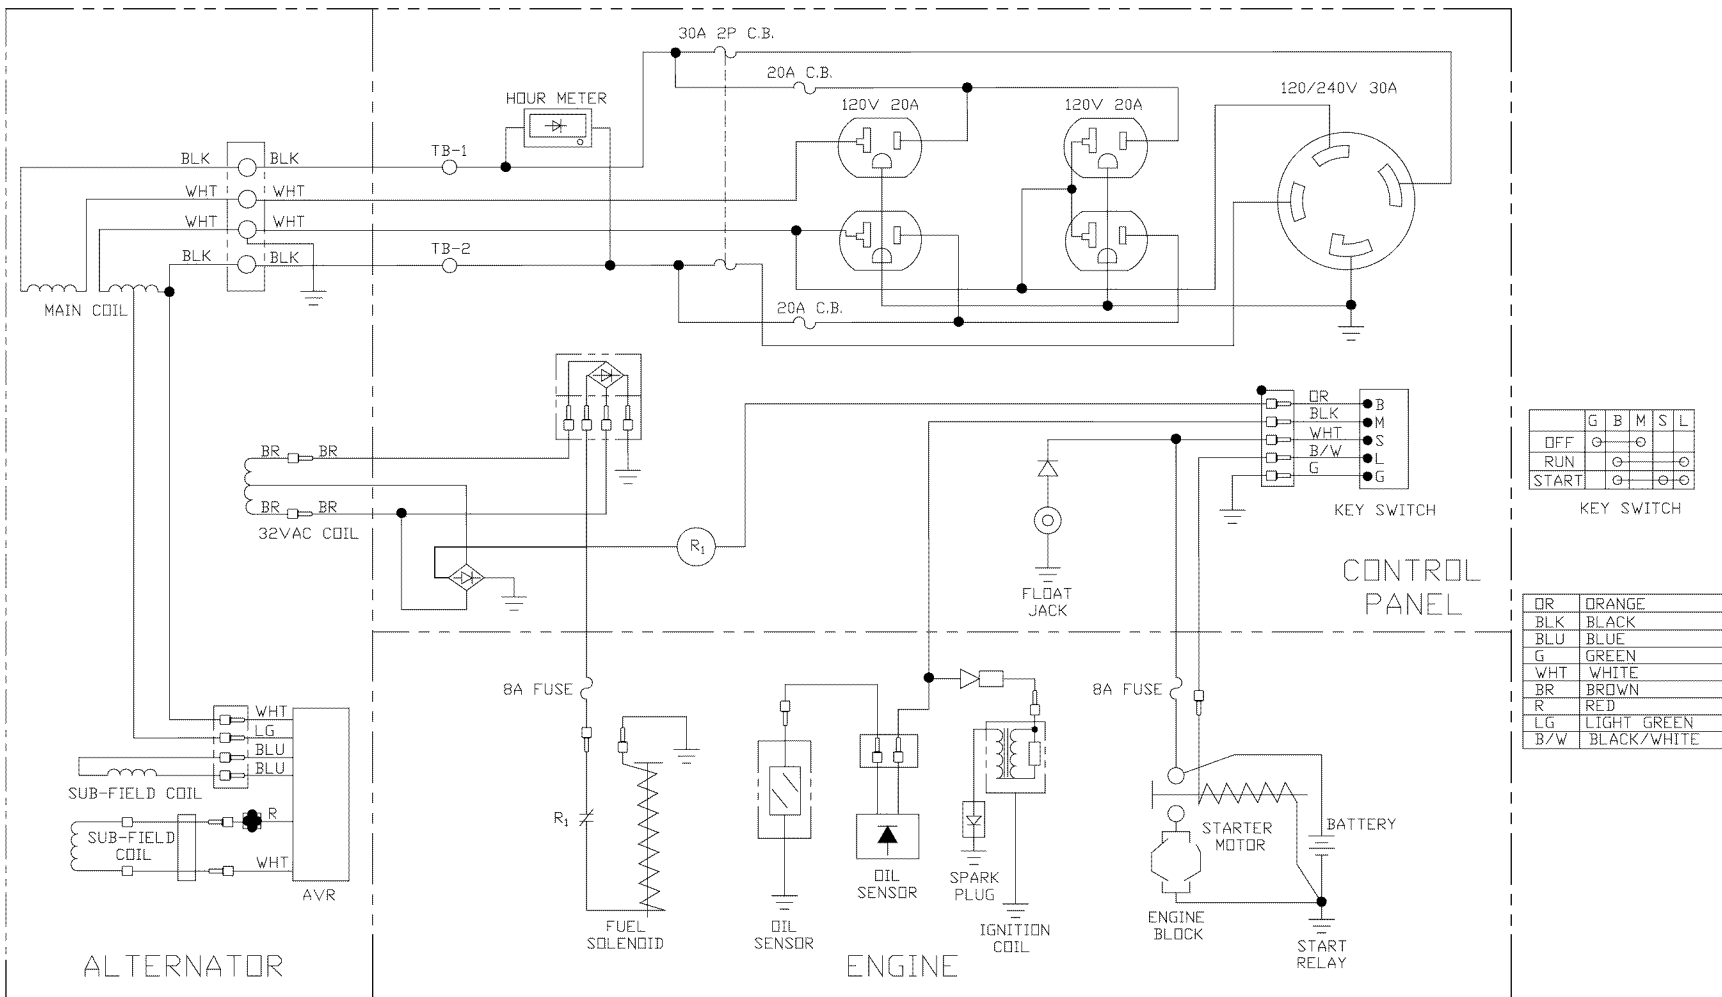 30A 2P C.B.
20A C.B.
HOUR METER
120V 20A
120V 20A
120/240V 30A
BLK
BLK
TB-1
WHT
WHT
WHT
WHT
BLK
BLK
TB-2
MAIN COIL
20A C.B.
OR
B
BLK
M
WHT
S
B/W
L
G
G
KEY SWITCH
G B M S L
OFF
RUN
START
KEY SWITCH
BR
BR
BR
BR
32VAC COIL
R1
FLOAT
JACK
CONTROL
PANEL
OR ORANGE
BLK BLACK
BLU BLUE
G GREEN
WHT WHITE
BR BROWN
R RED
LG LIGHT GREEN
B/W BLACK/WHITE
8A FUSE
8A FUSE
WHT
LG
BLU
BLU
SUB-FIELD COIL
R
SUB-FIELD
COIL
WHT
AVR
R1
FUEL
SOLENOID
OIL
SENSOR
OIL
SENSOR
SPARK
PLUG
IGNITION
COIL
STARTER
MOTOR
BATTERY
ENGINE
BLOCK
START
RELAY
ALTERNATOR
ENGINE